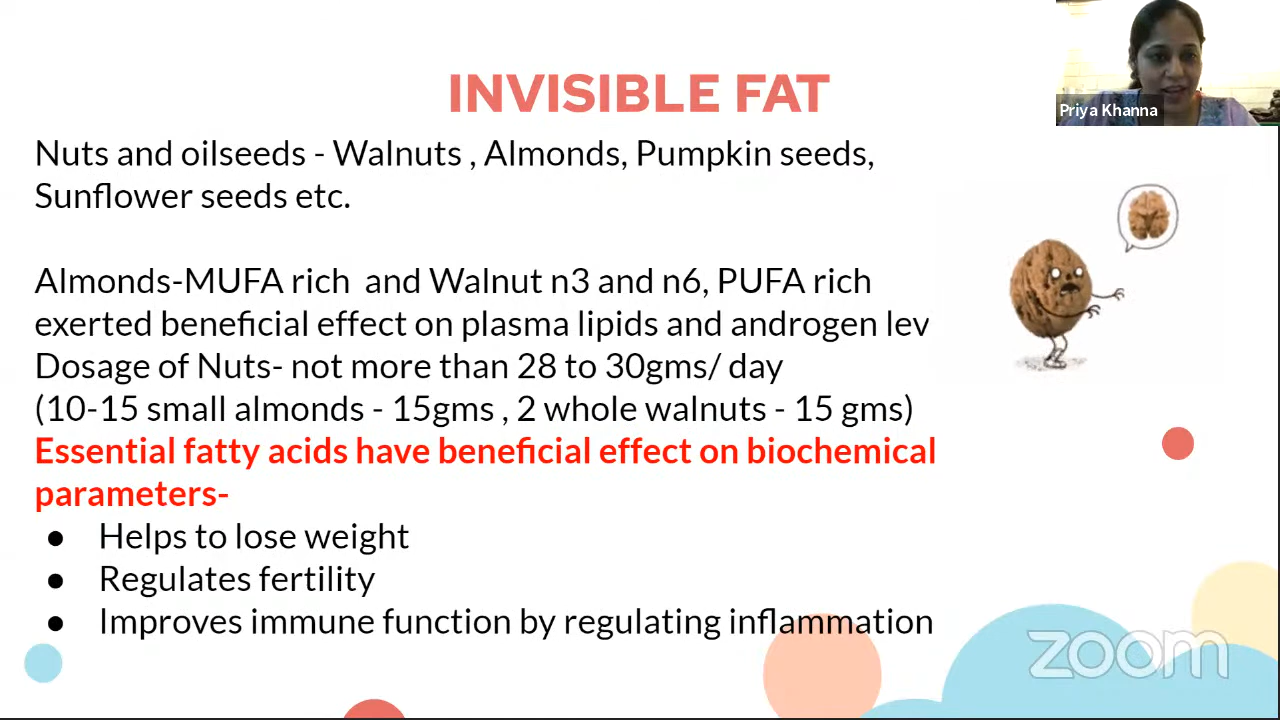 INVISIBLE FAT
Priya Khanna
Nuts and oilseeds - Walnuts , Almonds, Pumpkin seeds,
Sunflower seeds etc.
Almonds-MUFA rich and Walnut n3 and n6, PUFA rich
exerted beneficial effect on plasma lipids and androgen lev
Dosage of Nuts- not more than 28 to 30gms/ day
(10-15 small almonds - 15gms , 2 whole walnuts - 15 gms)
Essential fatty acids have beneficial effect on biochemical
parameters-
● Helps to lose weight
● Regulates fertility
● Improves immune function by regulating inflammation
zoom